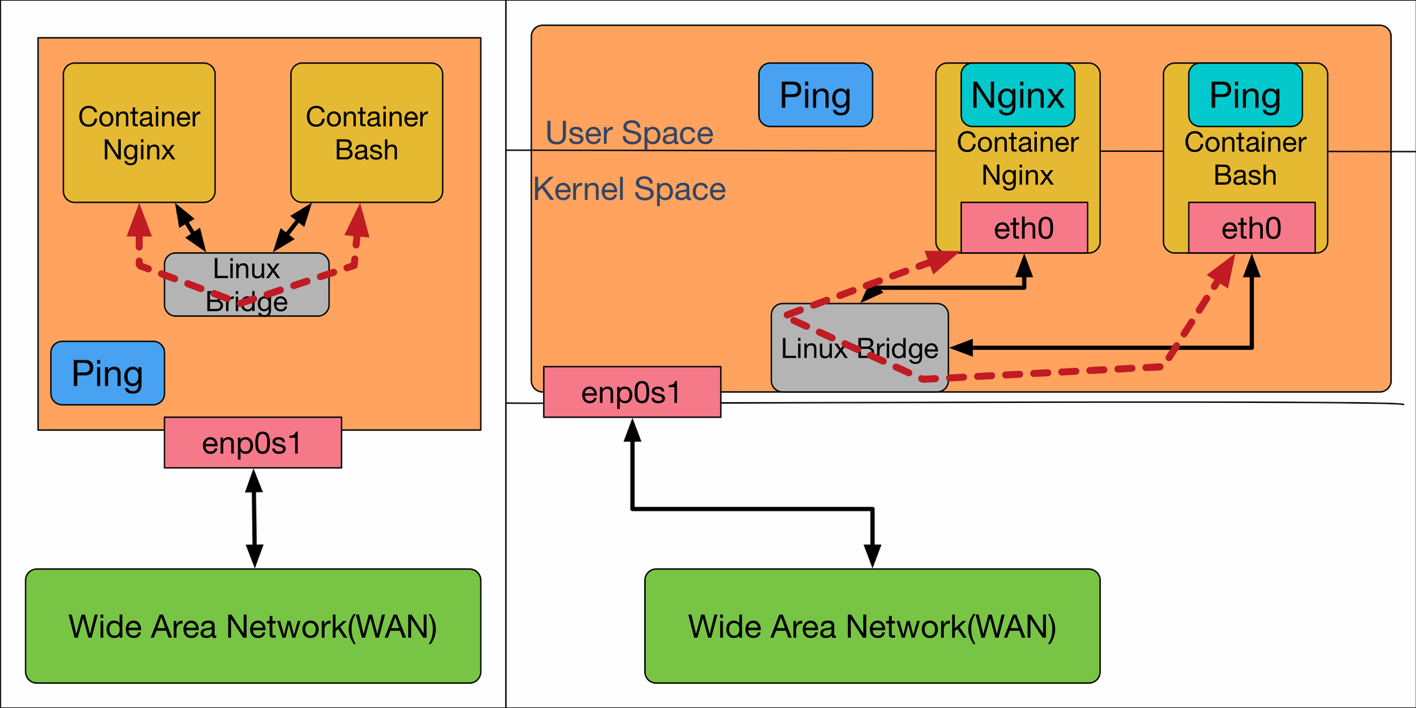 Container
Nginx
Container
Bash
Linux
Bridge
Ping
enp0s1
Wide Area Network(WAN)
User Space
Kernel Space
Ping
Nginx
Container
Nginx
eth0
Ping
Container
Bash
eth0
Linux Bridge
enp0s1
Wide Area Network(WAN)